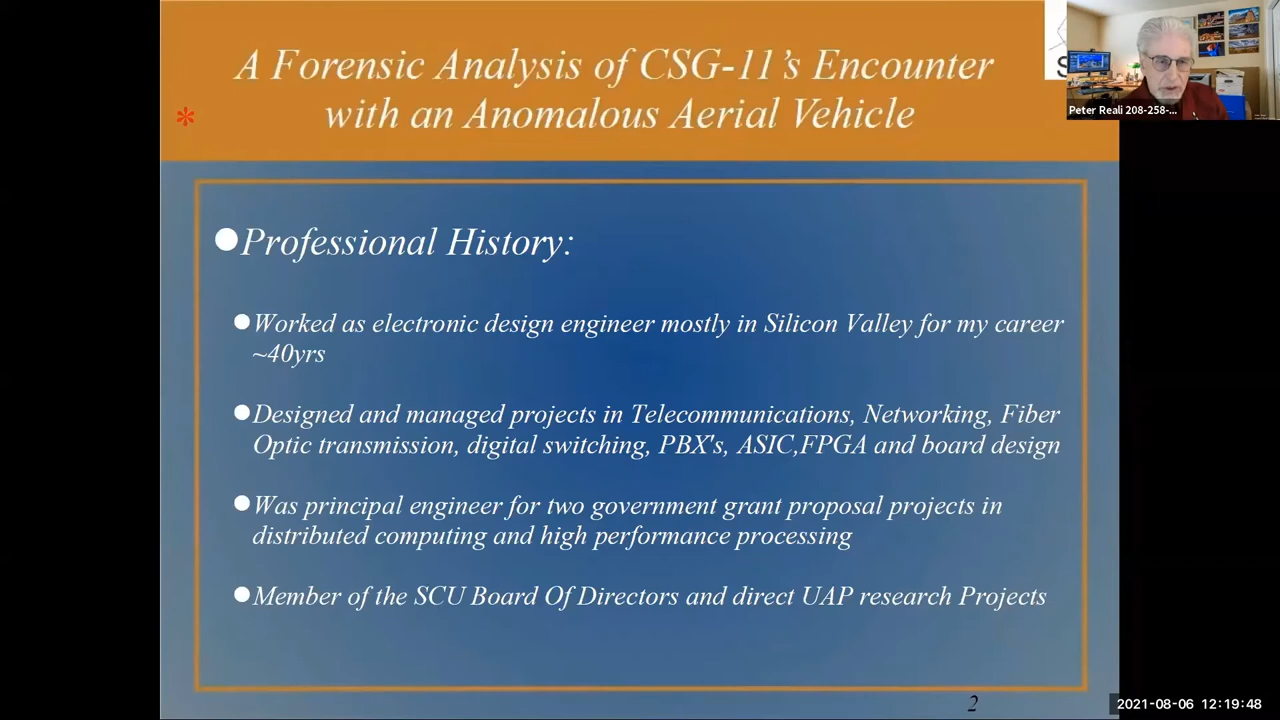 A Forensic Analysis of CSG-11's Encounter
* with an Anomalous Aerial Vehicle
S
Peter Reali 208-258-...
●Professional History:
●Worked as electronic design engineer mostly in Silicon Valley for my career
~40yrs
●Designed and managed projects in Telecommunications, Networking, Fiber
Optic transmission, digital switching, PBX's, ASIC,FPGA and board design
●Was principal engineer for two government grant proposal projects in
distributed computing and high performance processing
●Member of the SCU Board Of Directors and direct UAP research Projects
2
2021-08-06 12:19:48